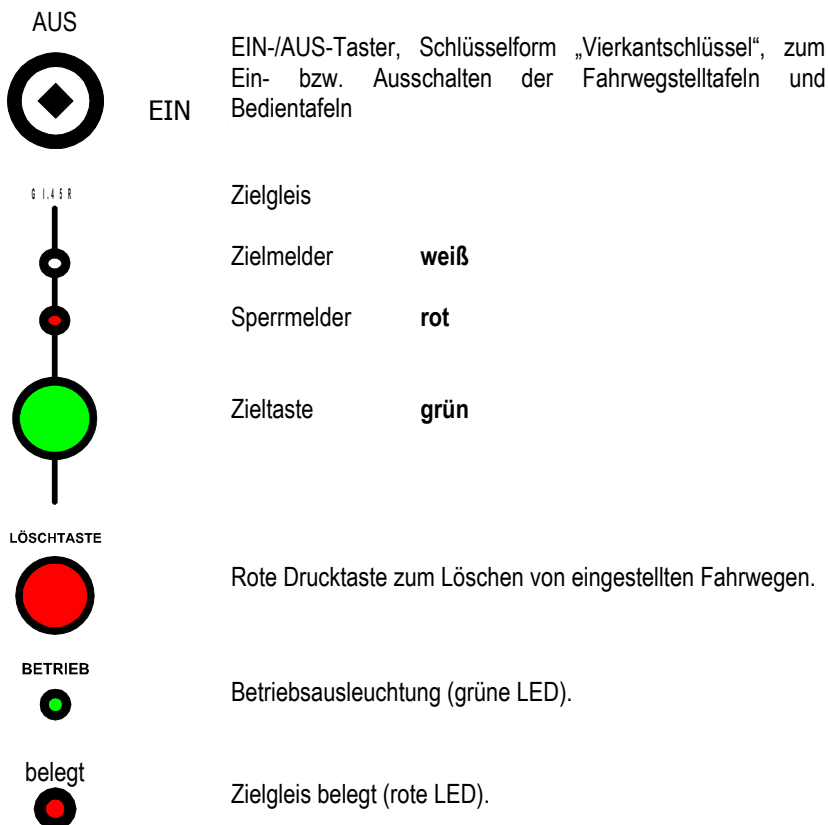 AUS
EIN
EIN-/AUS-Taster, Schlüsselform „Vierkantschlüssel“, zum
Ein- bzw. Ausschalten der Fahrwegstelltafeln und
Bedientafeln
G I.4 5 R
Zielgleis
Zielmelder weiß
Sperrmelder rot
Zieltaste grün
LÖSCHTASTE
Rote Drucktaste zum Löschen von eingestellten Fahrwegen.
BETRIEB
Betriebsausleuchtung (grüne LED).
belegt
Zielgleis belegt (rote LED).